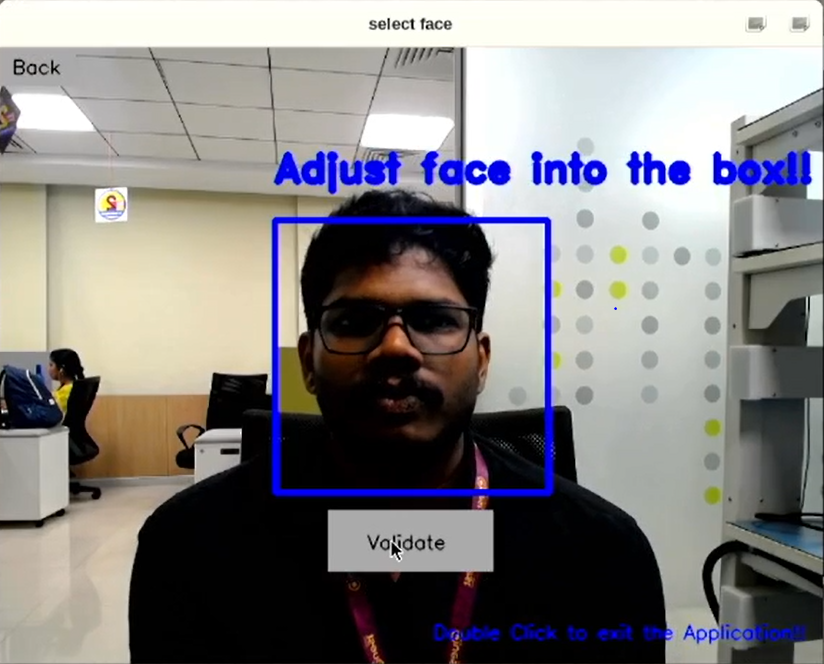 select face
Back
Adjust face into the box!!
Validate
Double Click to exit the Application!!